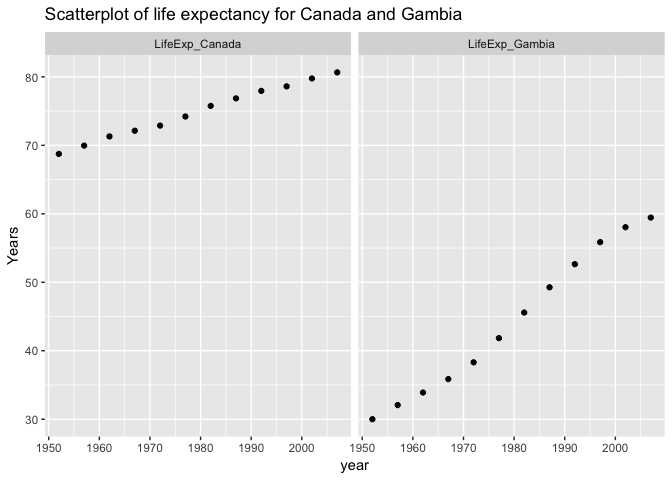 Scatterplot of life expectancy for Canada and Gambia
LifeExp_Canada LifeExp_Gambia
80
70
60
50
40
30
Years
1950 1960 1970 1980 1990 2000 1950 1960 1970 1980 1990 2000
year